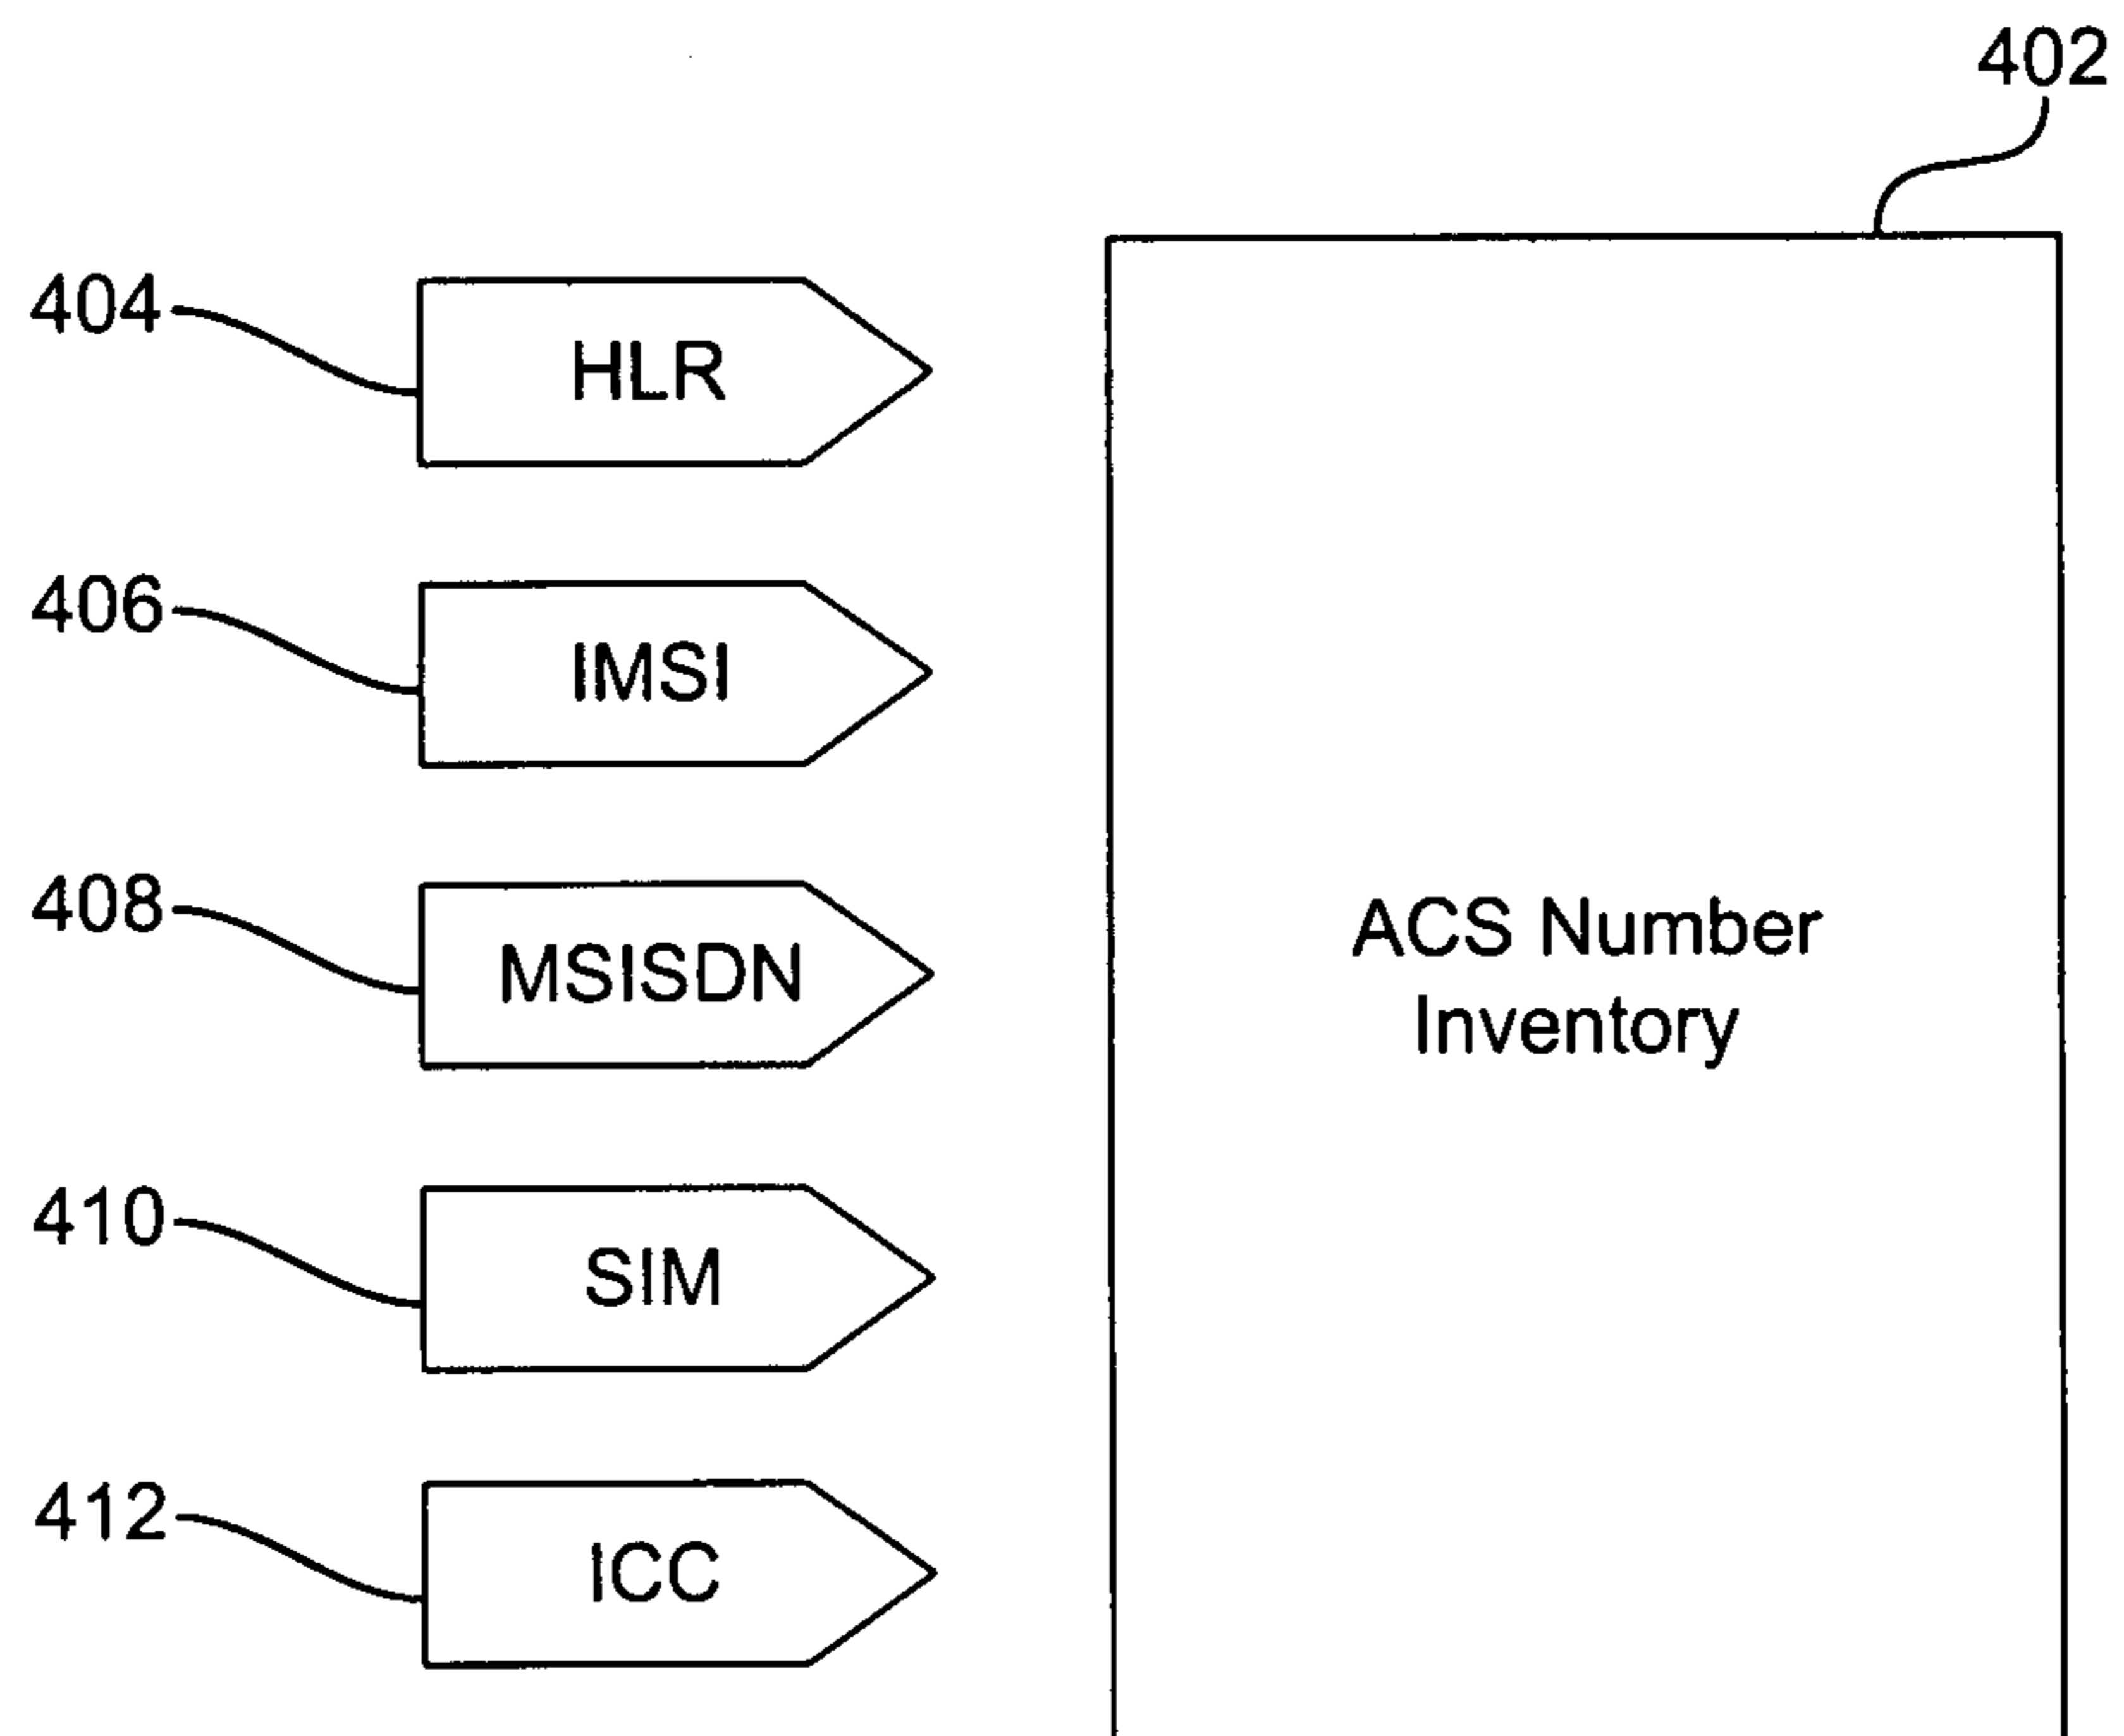 402
404
HLR
406
IMSI
408
MSISDN
ACS Number
Inventory
410
SIM
412
ICC